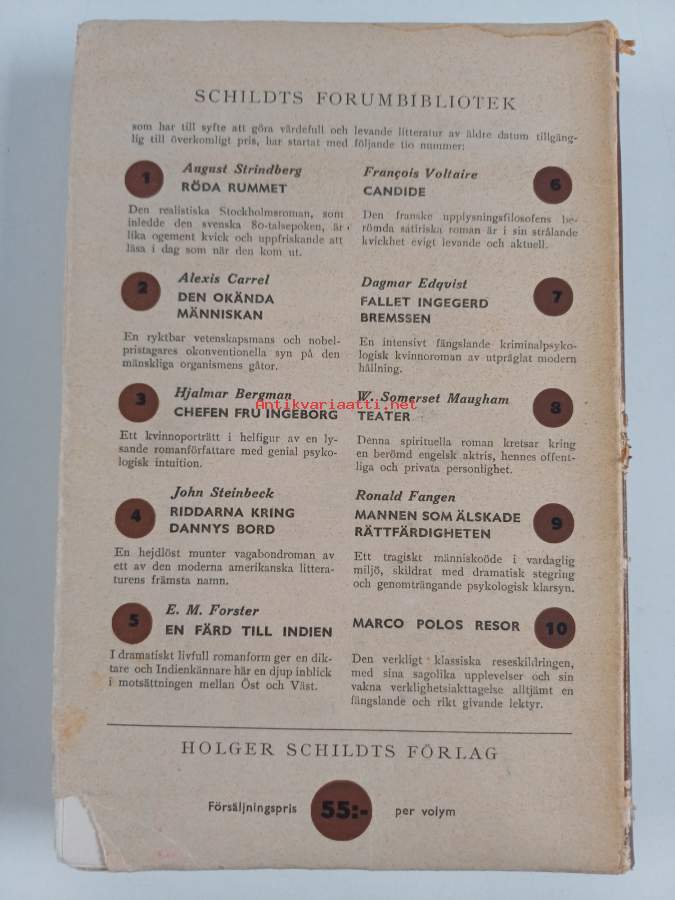 SCHILDTS FORUMBIBLIOTEK
som har till syfte att göra värdefull och levande litteratur av äldre datum tillgäng-
lig till överkomligt pris, har startat med följande tio nummer:
1
August Strindberg
RÖDA RUMMET
Den realistiska Stockholmsroman, som
inledde den svenska 80-talsepoken, är
lika ogement kvick och uppfriskande att
läsa i dag som när den kom ut.
2
Alexis Carrel
DEN OKÄNDA
MÄNNISKAN
En ryktbar vetenskapsmans och nobel-
pristagares okonventionella syn på den
mänskliga organismens gåtor.
3
Hjalmar Bergman
CHEFEN FRU INGEBORG
Ett kvinnoporträtt i helfigur av en ly-
sande romanförfattare med genial psyko-
logisk intuition.
4
John Steinbeck
RIDDARNA KRING
DANNYS BORD
En hejdlöst munter vagabondroman av
ett av den moderna amerikanska littera-
turens främsta namn.
5
E. M. Forster
EN FÄRD TILL INDIEN
I dramatiskt livfull romanform ger en dik-
tare och Indienkännare här en djup inblick
i motsättningen mellan Öst och Väst.
François Voltaire
CANDIDE
6
Den franske upplysningsfilosofens be-
römda satiriska roman är i sin strålande
kvickhet evigt levande och aktuell.
Dagmar Edqvist
FALLET INGEGERD
BREMSSEN
7
En intensivt fängslande kriminalpsyko-
logisk kvinnoroman av utpräglat modern
hållning.
W. Somerset Maugham
TEATER
8
Denna spirituella roman kretsar kring
en berömd engelsk aktris, hennes offent-
liga och privata personlighet.
Ronald Fangen
MANNEN SOM ÄLSKADE
RÄTTFÄRDIGHETEN
9
Ett tragiskt människoöde i vardaglig
miljö, skildrat med dramatisk stegring
och genomträngande psykologisk klarsyn.
MARCO POLOS RESOR
10
Den verkligt klassiska reseskildringen,
med sina sagolika upplevelser och sin
vakna verklighetsiakttagelse alltjämt en
fängslande och rikt givande lektyr.
HOLGER SCHILDTS FÖRLAG
Försäljningspris 55:- per volym
Antikvariaatti.net